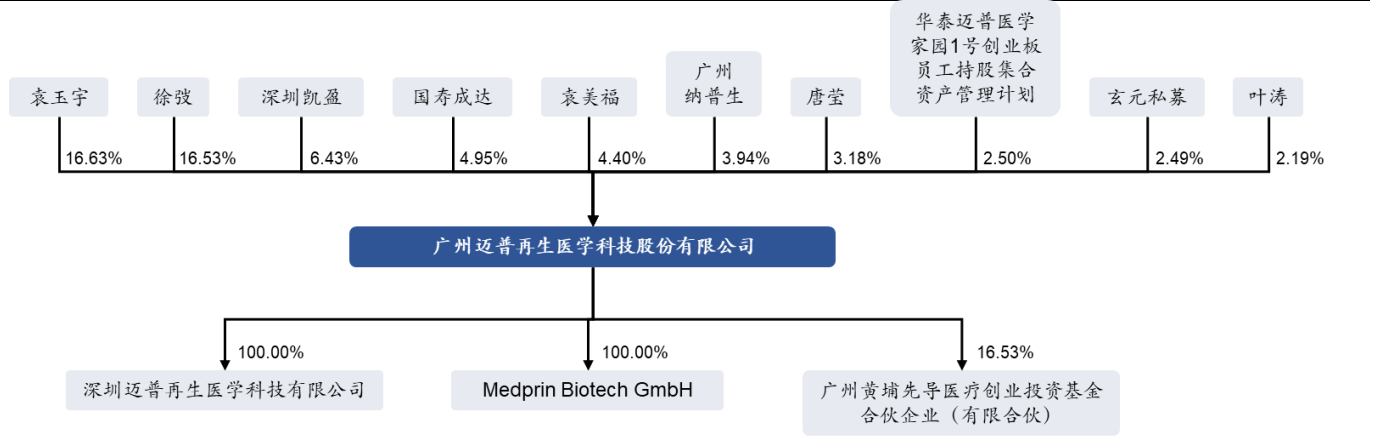 华泰迈普医学
家园1号创业板
员工持股集合
资产管理计划
袁玉宇
徐弢
深圳凯盈
国寿成达
袁美福
广州
纳普生
唐莹
玄元私募
叶涛
16.63%
16.53%
6.43%
4.95%
4.40%
3.94%
3.18%
2.50%
2.49%
2.19%
广州迈普再生医学科技股份有限公司
100.00%
100.00%
16.53%
深圳迈普再生医学科技有限公司
Medprin Biotech GmbH
广州黄埔先导医疗创业投资基金
合伙企业（有限合伙）